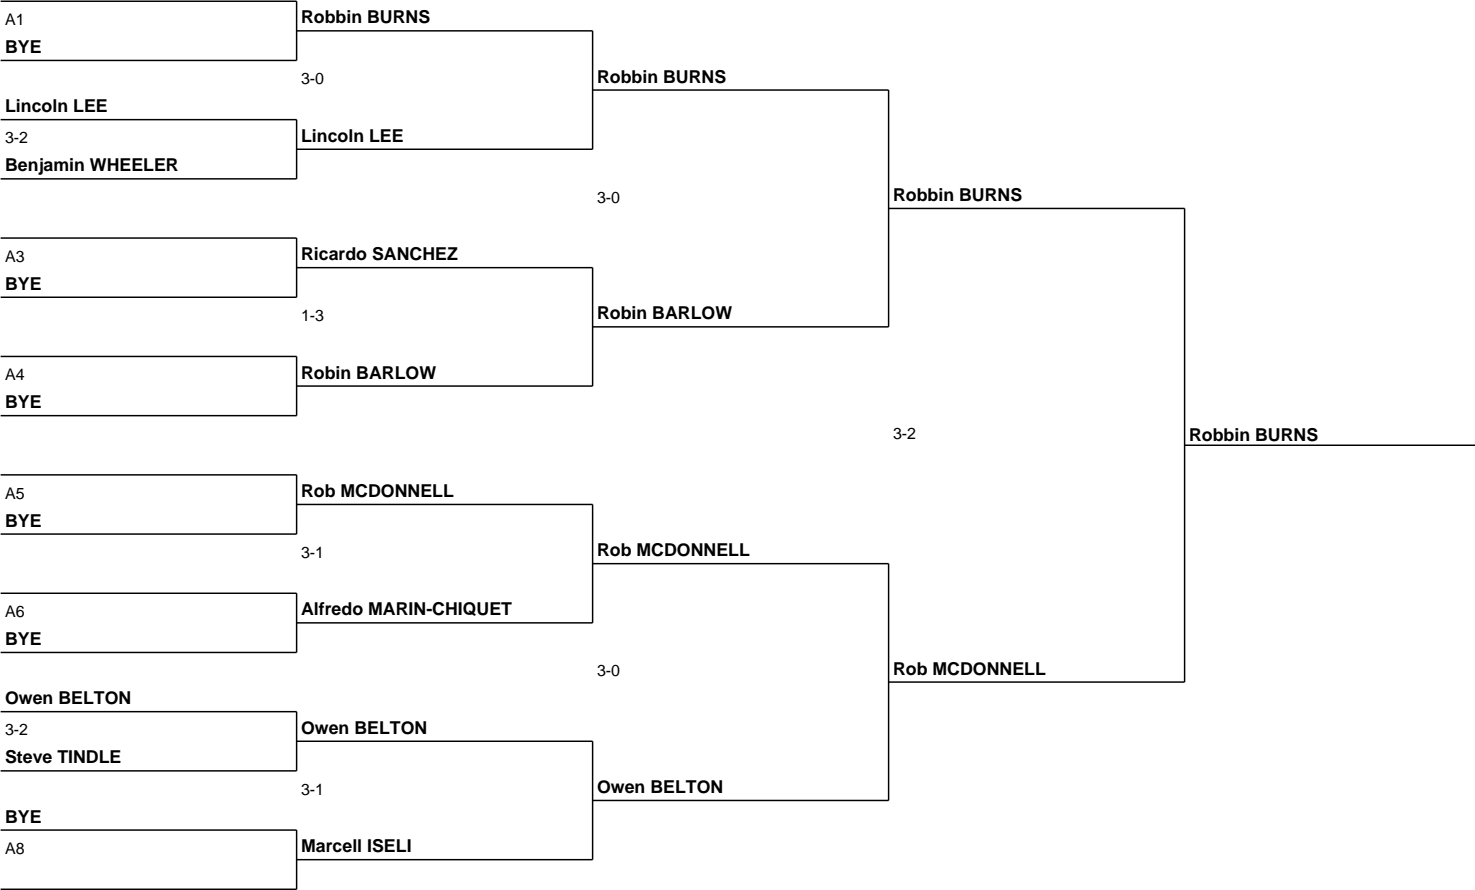 A1
BYE
Robbin BURNS
3-0
Lincoln LEE
3-2
Benjamin WHEELER
Lincoln LEE
Robbin BURNS
3-0
A3
BYE
Ricardo SANCHEZ
1-3
A4
BYE
Robin BARLOW
Robin BARLOW
Robbin BURNS
3-2
Robbin BURNS
A5
BYE
Rob MCDONNELL
3-1
A6
BYE
Alfredo MARIN-CHIQUET
Rob MCDONNELL
3-0
Owen BELTON
3-2
Steve TINDLE
Owen BELTON
3-1
BYE
A8
Marcell ISELI
Owen BELTON
Rob MCDONNELL